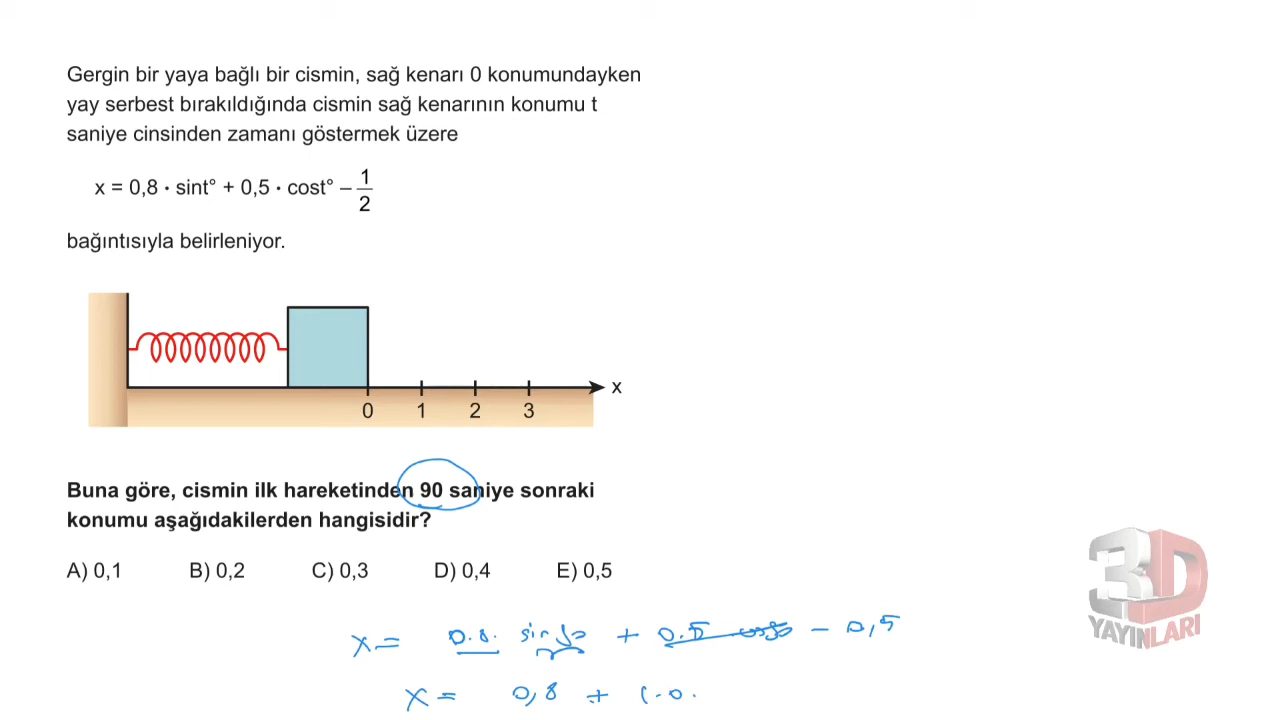 Gergin bir yaya bağlı bir cismin, sağ kenarı 0 konumundayken
yay serbest bırakıldığında cismin sağ kenarının konumu t
saniye cinsinden zamanı göstermek üzere
x = 0,8 · sint° + 0,5 · cost° – 1/2
bağıntısıyla belirleniyor.
x
0 1 2 3
Buna göre, cismin ilk hareketinden 90 saniye sonraki
konumu aşağıdakilerden hangisidir?
A) 0,1 B) 0,2 C) 0,3 D) 0,4 E) 0,5
3D
YAYINLARI
x = 0.8. sin 90 + 0.5 cos90 – 0,5
x = 0,8 +